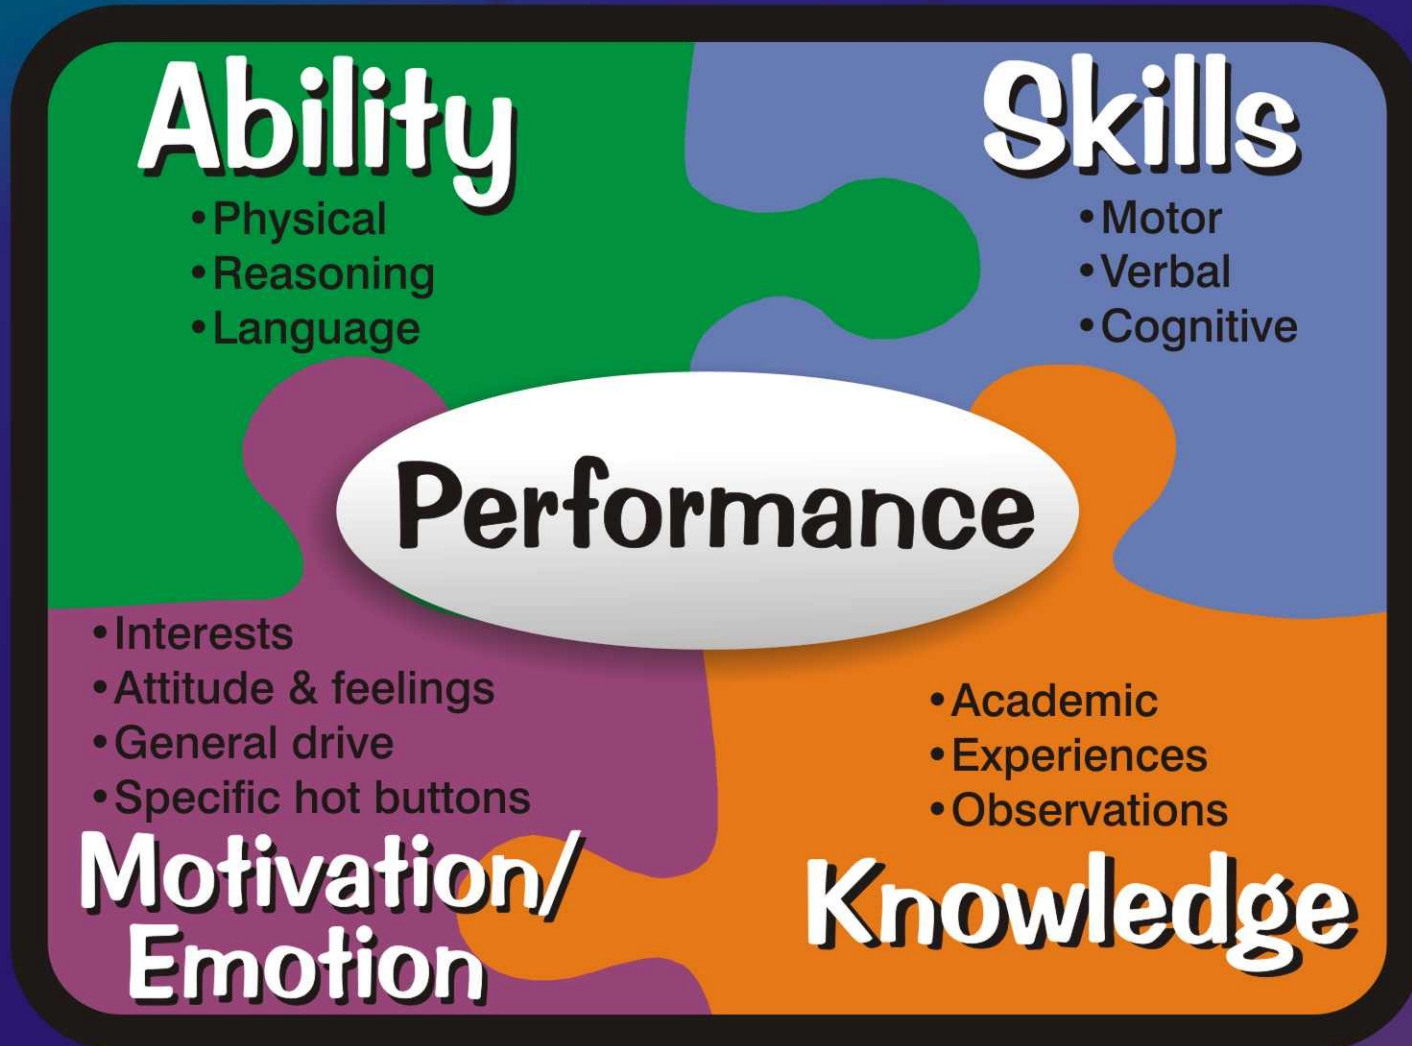 Ability
•Physical
•Reasoning
•Language
Skills
•Motor
•Verbal
•Cognitive
Performance
•Interests
•Attitude & feelings
•General drive
•Specific hot buttons
Motivation/
Emotion
•Academic
•Experiences
•Observations
Knowledge